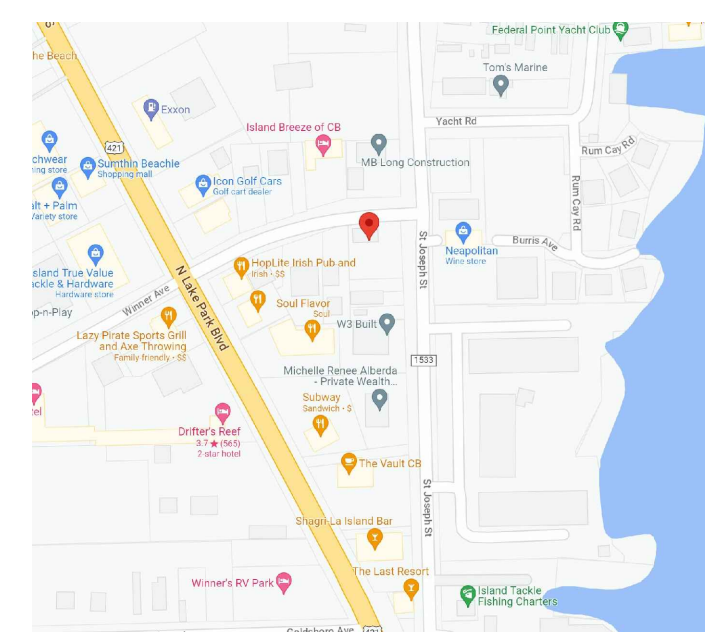 Federal Point Yacht Club
he Beach
Tom's Marine
Exxon
Island Breeze of CB
Yacht Rd
421
Rum Cay Rd
chwear
ning store
Sumthin Beachie
Shopping mall
MB Long Construction
Icon Golf Cars
Golf cart dealer
alt + Palm
Variety store
Rum Cay Rd
St Joseph St
Burris Ave
Neapolitan
Wine store
HopLite Irish Pub and
Irish • $$
sland True Value
ackle & Hardware
Hardware store
N Lake Park Blvd
Winner Ave
op-n-Play
Soul Flavor
Soul
W3 Built
Lazy Pirate Sports Grill
and Axe Throwing
Family friendly • $$
1533
Michelle Renee Alberda
- Private Wealth...
Subway
Sandwich • $
Drifter's Reef
3.7 ★ (565)
2-star hotel
The Vault CB
St Joseph St
Shagri-La Island Bar
The Last Resort
Winner's RV Park
Island Tackle
Fishing Charters
Goldsboro Ave
421